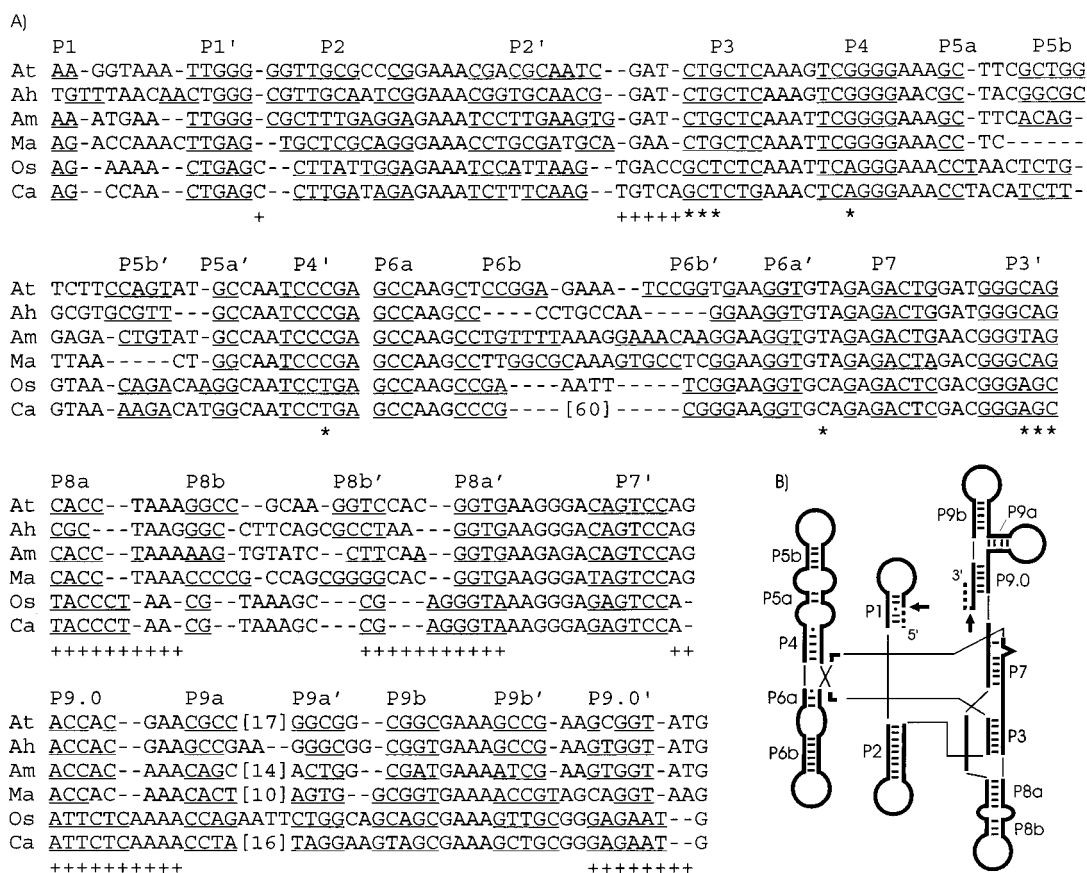 A)
P1 P1' P2 P2' P3 P4 P5a P5b
At AA-GGTAAA-TTGGG-GGTTGCGCCCGGAAACGACGCAATC--GAT-CTGCTCAAAGTCGGGGAAAGC-TTCGCTGG
Ah TGTTTAACAACTGGGCGTTGCAATCGGAAACGGTGCAACG--GAT-CTGCTCAAAGTCGGGGAACGC-TACGGCGC
Am AA-ATGAA--TTGGGCGCTTTGAGGAGAAATCCTTGAAGTGGAT-CTGCTCAAATTCGGGGAAAGC-TTCACAG-
Ma AG-ACCAAACTTGAG-TGCTCGCAGGGAAACCTGCGATGCA-GAA-CTGCTCAAATTCGGGGAAACC-TC------
Os AG--AAAA--CTGAGC--CTTATTGGAGAAATCCATTAAG--TGACCGCTCTCAAATTCAGGGAAACCTAACTCTG-
Ca AG--CCAA--CTGAGC--CTTGATAGAGAAATCTTTCAAG--TGTCAGCTCTGAAACTCAGGGAAACCTACATCTT-
+ +++++*** *
P5b' P5a' P4' P6a P6b P6b' P6a' P7 P3'
At TCTTCCAGTAT-GCCAATCCCGA GCCAAGCTCCGGA-GAAA--TCCGGTGAAGGTGTAGAGACTGGATGGGCAG
Ah GCGTGCGTT---GCCAATCCCGA GCCAAGCC----CCTGCCAA----GGAAGGTGTAGAGACTGGATGGGCAG
Am GAGA-CTGTAT-GGCAATCCCGA GCCAAGCCTGTTTTAAAGGAAACAAGGAAGGTGTAGAGACTGAACGGGTAG
Ma TTAA----CT-GGCAATCCCGA GCCAAGCCTTGGCGCAAAGTGCCTCGGAAGGTGTAGAGACTAGACGGGCAG
Os GTAA-CAGACAAGGCAATCCTGA GCCAAGCCGA----AATT-----TCGGAAGGTGCAGAGACTCGACGGGAGC
Ca GTAA-AAGACATGGCAATCCTGA GCCAAGCCCG----[60]-----CGGGAAGGTGCAGAGACTCGACGGGAGC
* * ***
P8a P8b P8b' P8a' P7'
At CACC--TAAAGGCC-GCAA-GGTCCAC-GGTGAAGGGACAGTCCAG
Ah CGC---TAAGGGC-CTTCAGCGCCTAA--GGTGAAGGGACAGTCCAG
Am CACC--TAAAAAG-TGTATC--CTTCAA-GGTGAAGAGACAGTCCAG
Ma CACC--TAAACCCCG-CCAGCGGGGCAC-GGTGAAGGGATAGTCCAG
Os TACCCT-AA-CG--TAAAGC---CG--AGGGTAAAGGGAGAGTCCA-
Ca TACCCT-AA-CG--TAAAGC---CG--AGGGTAAAGGGAGAGTCCA-
++++++++++ +++++++++++ ++
P9.0 P9a P9a' P9b P9b' P9.0'
At ACCAC--GAACGCC[17]GGCGG--CGGCGAAAGCCG-AAGCGGT-ATG
Ah ACCAC--GAAGCCGAA--GGGCGG-CGGTGAAAGCCG-AAGTGGT-ATG
Am ACCAC--AAACAGC[14]ACTGG--CGATGAAAATCG-AAGTGGT-ATG
Ma ACCAC--AAACACT[10]AGTG--GCGGTGAAAACCGTAGCAGGT-AAG
Os ATTCTCAAAACCAGAATTCTGGCAGCAGCGAAAGTTGCGGGAGAAT--G
Ca ATTCTCAAAACCTA[16]TAGGAAGTAGCGAAAGCTGCGGGAGAAT--G
++++++++++ ++++++++
B)
P9b
P9a
P5b
3'
P9.0
P5a
P1
5'
P4
P7
P6a
P3
P2
P6b
P8a
P8b